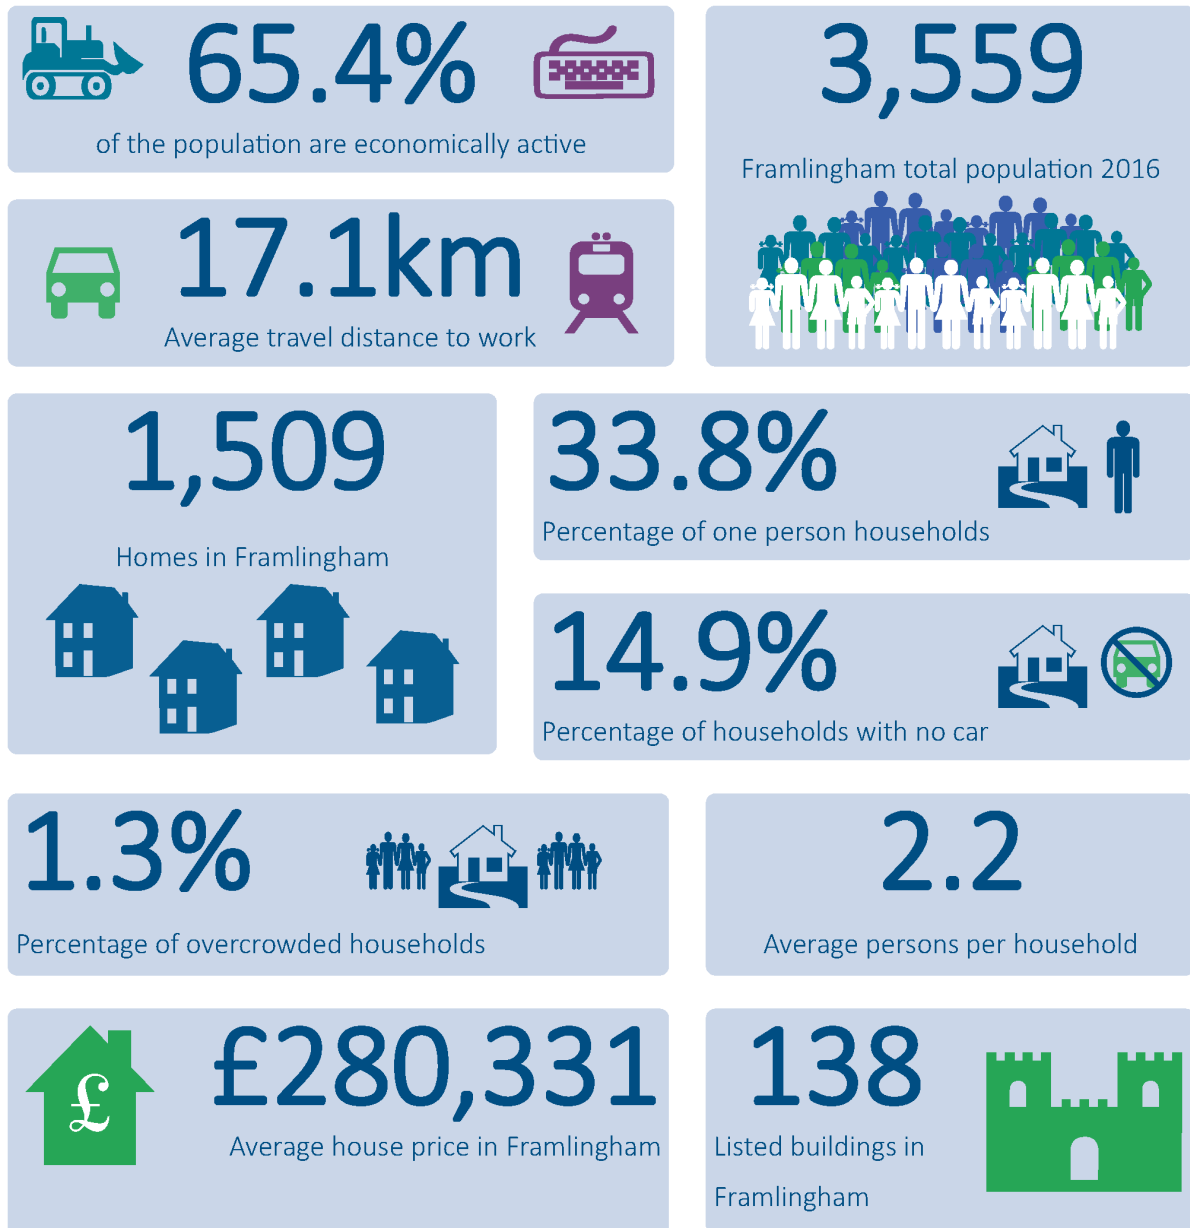 65.4%
of the population are economically active
3,559
Framlingham total population 2016
17.1km
Average travel distance to work
1,509
Homes in Framlingham
33.8%
Percentage of one person households
14.9%
Percentage of households with no car
1.3%
Percentage of overcrowded households
2.2
Average persons per household
£
£280,331
Average house price in Framlingham
138
Listed buildings in
Framlingham